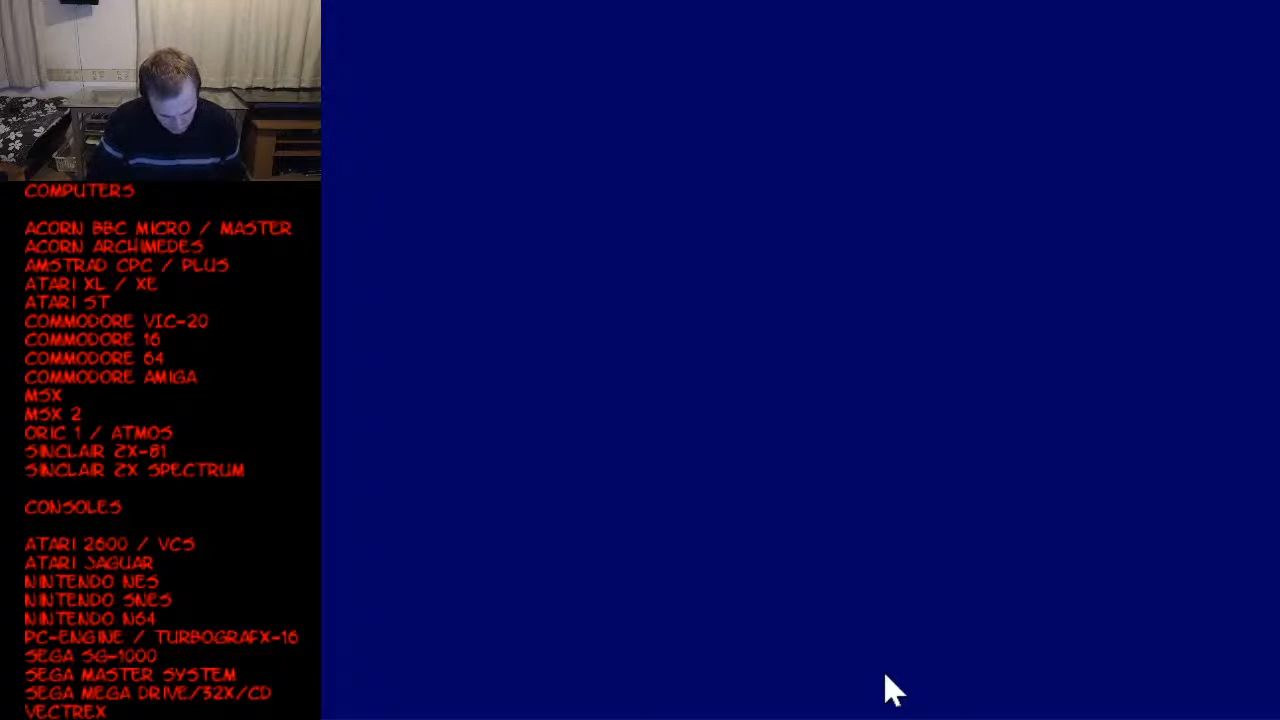 COMPUTERS
ACORN BBC MICRO / MASTER
ACORN ARCHIMEDES
AMSTRAD CPC / PLUS
ATARI XL / XE
ATARI ST
COMMODORE VIC-20
COMMODORE 16
COMMODORE 64
COMMODORE AMIGA
MSX
MSX 2
ORIC 1 / ATMOS
SINCLAIR ZX-81
SINCLAIR ZX SPECTRUM
CONSOLES
ATARI 2600 / VCS
ATARI JAGUAR
NINTENDO NES
NINTENDO SNES
NINTENDO N64
PC-ENGINE / TURBOGRAFX-16
SEGA SG-1000
SEGA MASTER SYSTEM
SEGA MEGA DRIVE/32X/CD
VECTREX